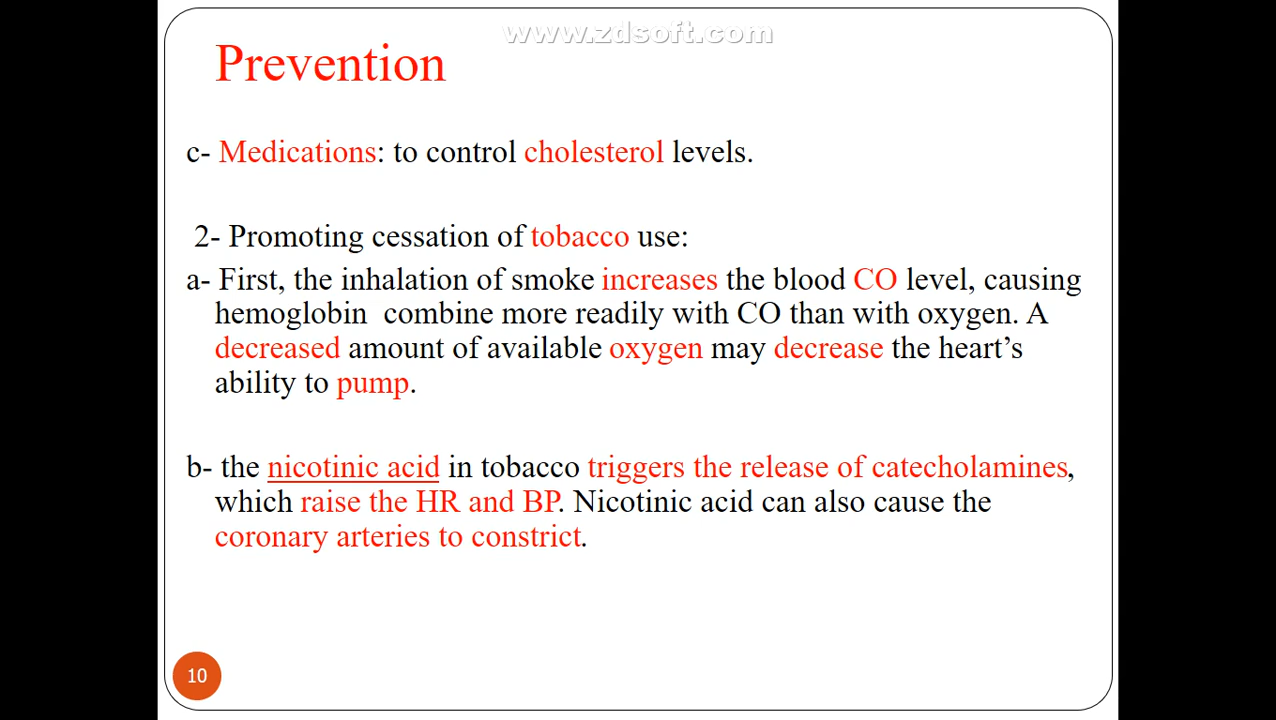 www.zdsoft.com
Prevention
c- Medications: to control cholesterol levels.
2- Promoting cessation of tobacco use:
a- First, the inhalation of smoke increases the blood CO level, causing
hemoglobin  combine more readily with CO than with oxygen. A
decreased amount of available oxygen may decrease the heart’s
ability to pump.
b- the nicotinic acid in tobacco triggers the release of catecholamines,
which raise the HR and BP. Nicotinic acid can also cause the
coronary arteries to constrict.
10